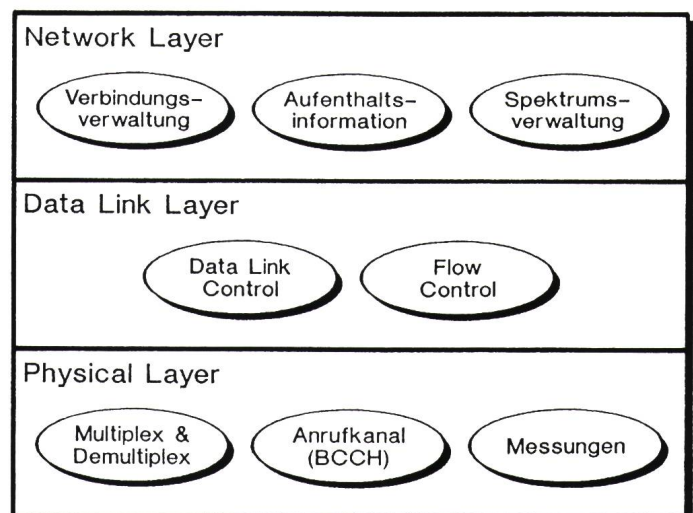 Network Layer
Verbindungs-
verwaltung
Aufenthalts-
information
Spektrums-
verwaltung
Data Link Layer
Data Link
Control
Flow
Control
Physical Layer
Multiplex &
Demultiplex
Anrufkanal
(BCCH)
Messungen